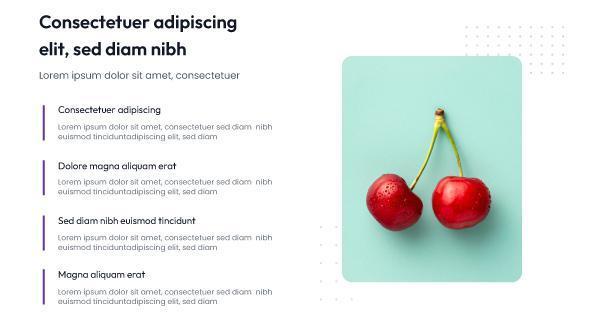 Consectetuer adipiscing
elit, sed diam nibh
Lorem ipsum dolor sit amet, consectetuer
Consectetuer adipiscing
Lorem ipsum dolor sit amet, consectetuer sed diam nibh
euismod tinciduntadipiscing elit, sed diam
Dolore magna aliquam erat
Lorem ipsum dolor sit amet, consectetuer sed diam nibh
euismod tinciduntadipiscing elit, sed diam
Sed diam nibh euismod tincidunt
Lorem ipsum dolor sit amet, consectetuer sed diam nibh
euismod tinciduntadipiscing elit, sed diam
Magna aliquam erat
Lorem ipsum dolor sit amet, consectetuer sed diam nibh
euismod tinciduntadipiscing elit, sed diam